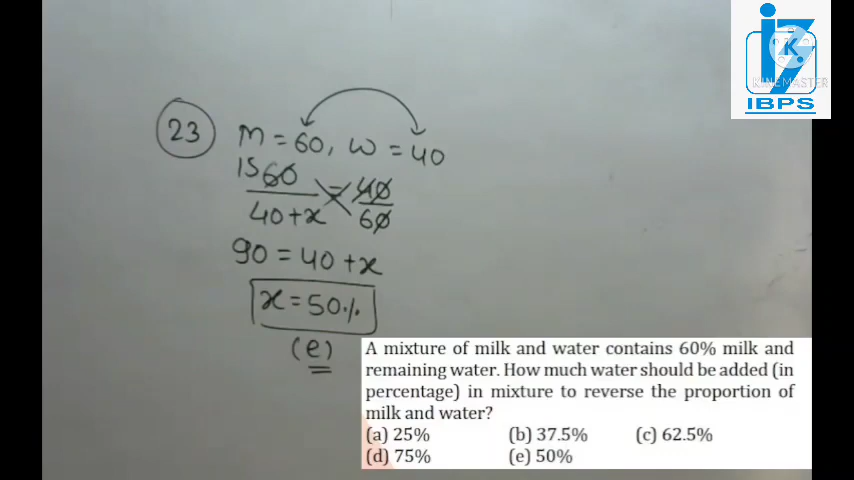 K
KINEMASTER
IBPS
23
M = 60, W = 40
15 60 / 40+x = 40 / 60
90 = 40 + x
x = 50%
(e)
A mixture of milk and water contains 60% milk and
remaining water. How much water should be added (in
percentage) in mixture to reverse the proportion of
milk and water?
(a) 25% (b) 37.5% (c) 62.5%
(d) 75% (e) 50%